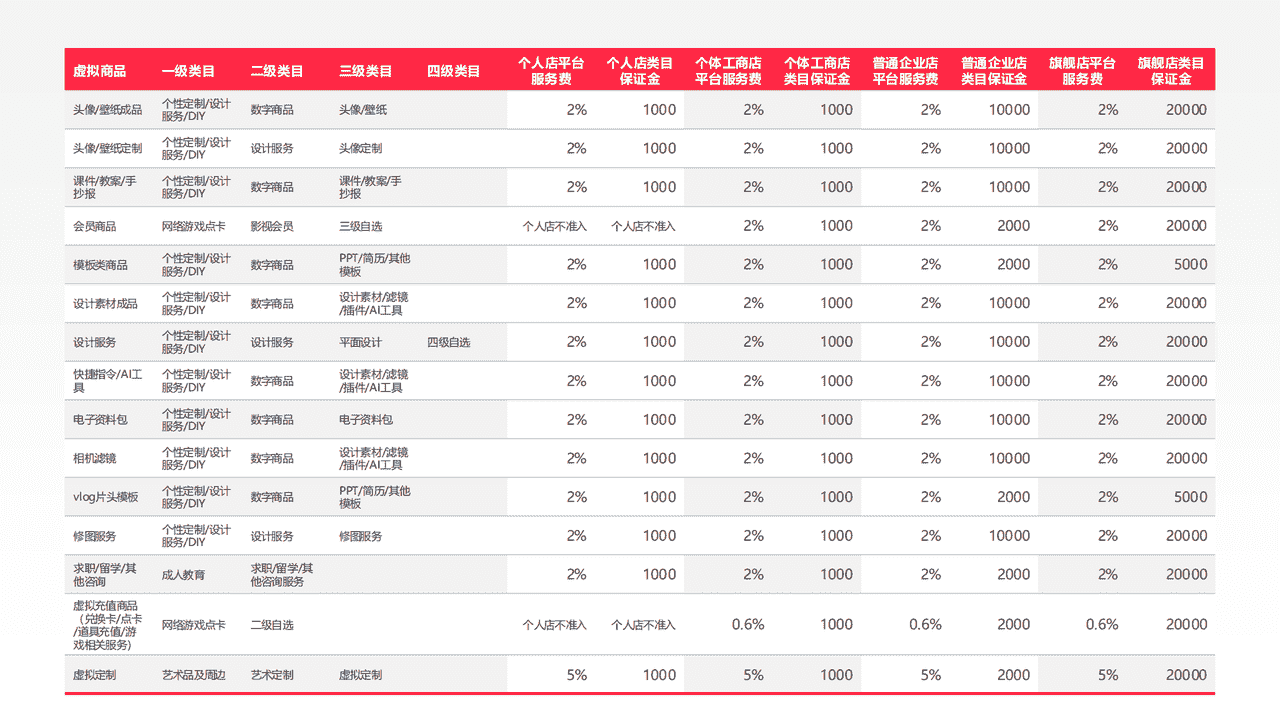 虚拟商品 一级类目 二级类目 三级类目 四级类目 个人店平台服务费 个人店类目保证金 个体工商店平台服务费 个体工商店类目保证金 普通企业店平台服务费 普通企业店类目保证金 旗舰店平台服务费 旗舰店类目保证金
头像/壁纸成品 个性定制/设计服务/DIY 数字商品 头像/壁纸 2% 1000 2% 1000 2% 10000 2% 20000
头像/壁纸定制 个性定制/设计服务/DIY 设计服务 头像定制 2% 1000 2% 1000 2% 10000 2% 20000
课件/教案/手抄报 个性定制/设计服务/DIY 数字商品 课件/教案/手抄报 2% 1000 2% 1000 2% 10000 2% 20000
会员商品 网络游戏点卡 影视会员 三级自选 个人店不准入 个人店不准入 2% 1000 2% 2000 2% 20000
模板类商品 个性定制/设计服务/DIY 数字商品 PPT/简历/其他模板 2% 1000 2% 1000 2% 2000 2% 5000
设计素材成品 个性定制/设计服务/DIY 数字商品 设计素材/滤镜/插件/AI工具 2% 1000 2% 1000 2% 10000 2% 20000
设计服务 个性定制/设计服务/DIY 设计服务 平面设计 四级自选 2% 1000 2% 1000 2% 10000 2% 20000
快捷指令/AI工具 个性定制/设计服务/DIY 数字商品 设计素材/滤镜/插件/AI工具 2% 1000 2% 1000 2% 10000 2% 20000
电子资料包 个性定制/设计服务/DIY 数字商品 电子资料包 2% 1000 2% 1000 2% 10000 2% 20000
相机滤镜 个性定制/设计服务/DIY 数字商品 设计素材/滤镜/插件/AI工具 2% 1000 2% 1000 2% 10000 2% 20000
vlog片头模板 个性定制/设计服务/DIY 数字商品 PPT/简历/其他模板 2% 1000 2% 1000 2% 2000 2% 5000
修图服务 个性定制/设计服务/DIY 设计服务 修图服务 2% 1000 2% 1000 2% 10000 2% 20000
求职/留学/其他咨询 成人教育 求职/留学/其他咨询服务 2% 1000 2% 1000 2% 2000 2% 20000
虚拟充值商品（兑换卡/点卡/道具充值/游戏相关服务) 网络游戏点卡 二级自选 个人店不准入 个人店不准入 0.6% 1000 0.6% 2000 0.6% 20000
虚拟定制 艺术品及周边 艺术定制 虚拟定制 5% 1000 5% 1000 5% 2000 5% 20000